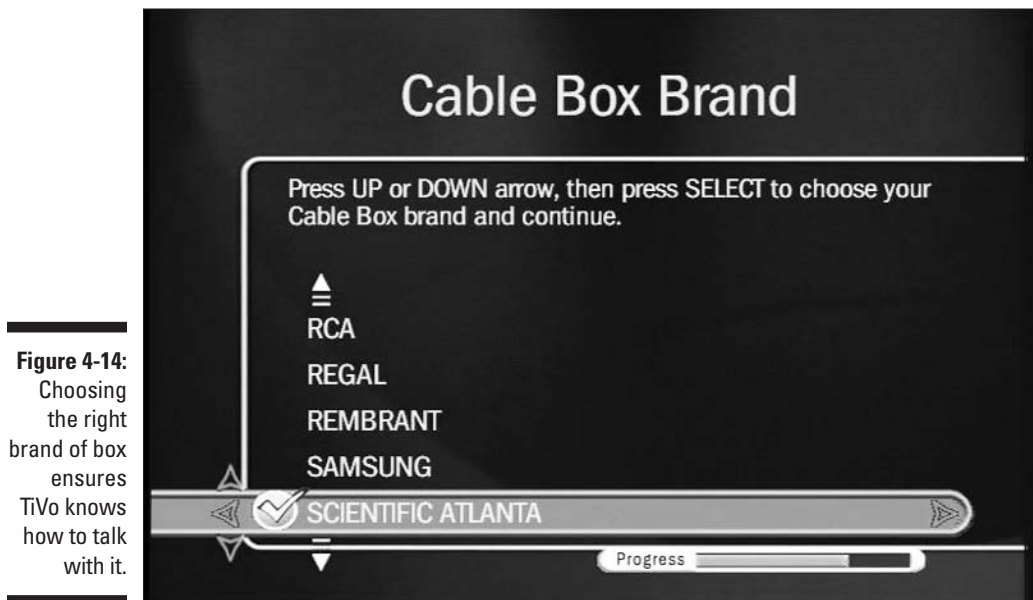 Cable Box Brand
Press UP or DOWN arrow, then press SELECT to choose your
Cable Box brand and continue.
RCA
REGAL
REMBRANT
SAMSUNG
SCIENTIFIC ATLANTA
Progress
Figure 4-14:
Choosing
the right
brand of box
ensures
TiVo knows
how to talk
with it.